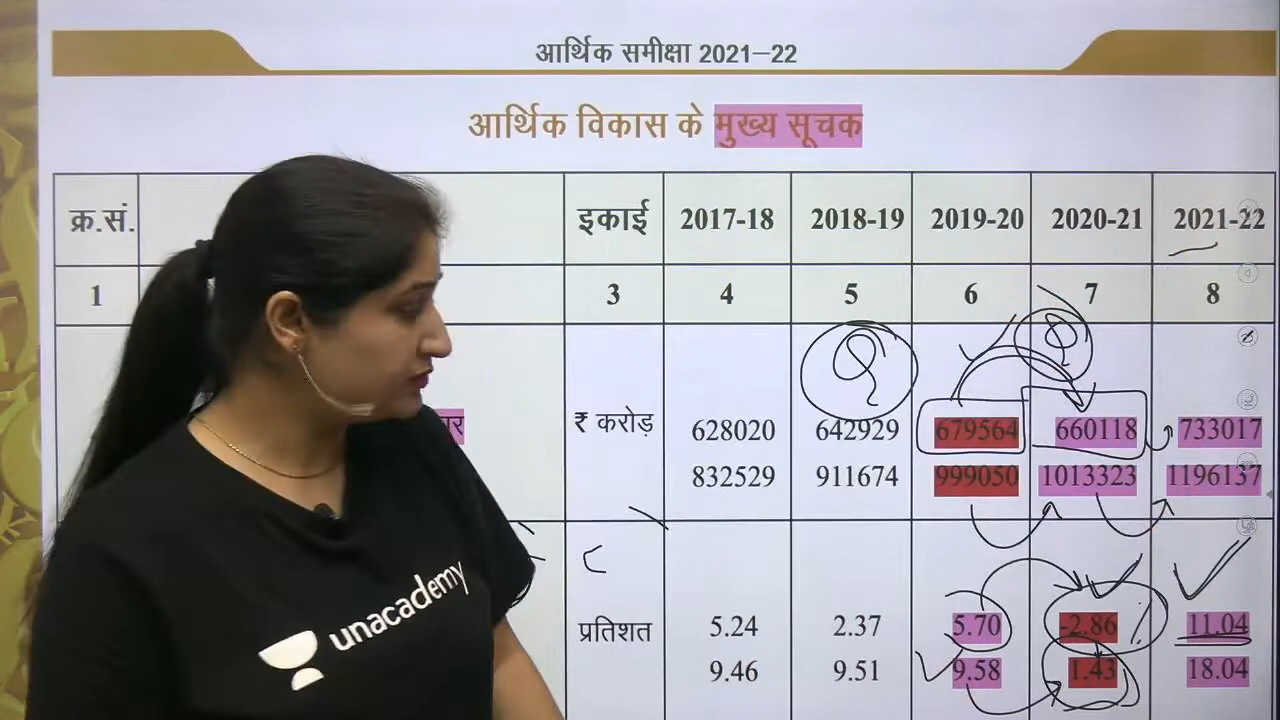 आर्थिक समीक्षा 2021–22
आर्थिक विकास के मुख्य सूचक
क्र.सं. इकाई 2017-18 2018-19 2019-20 2020-21 2021-22
1 3 4 5 6 7 8
₹ करोड़ 628020 642929 679564 660118 733017
832529 911674 999050 1013323 1196137
प्रतिशत 5.24 2.37 5.70 -2.86 11.04
9.46 9.51 9.58 1.43 18.04
unacademy